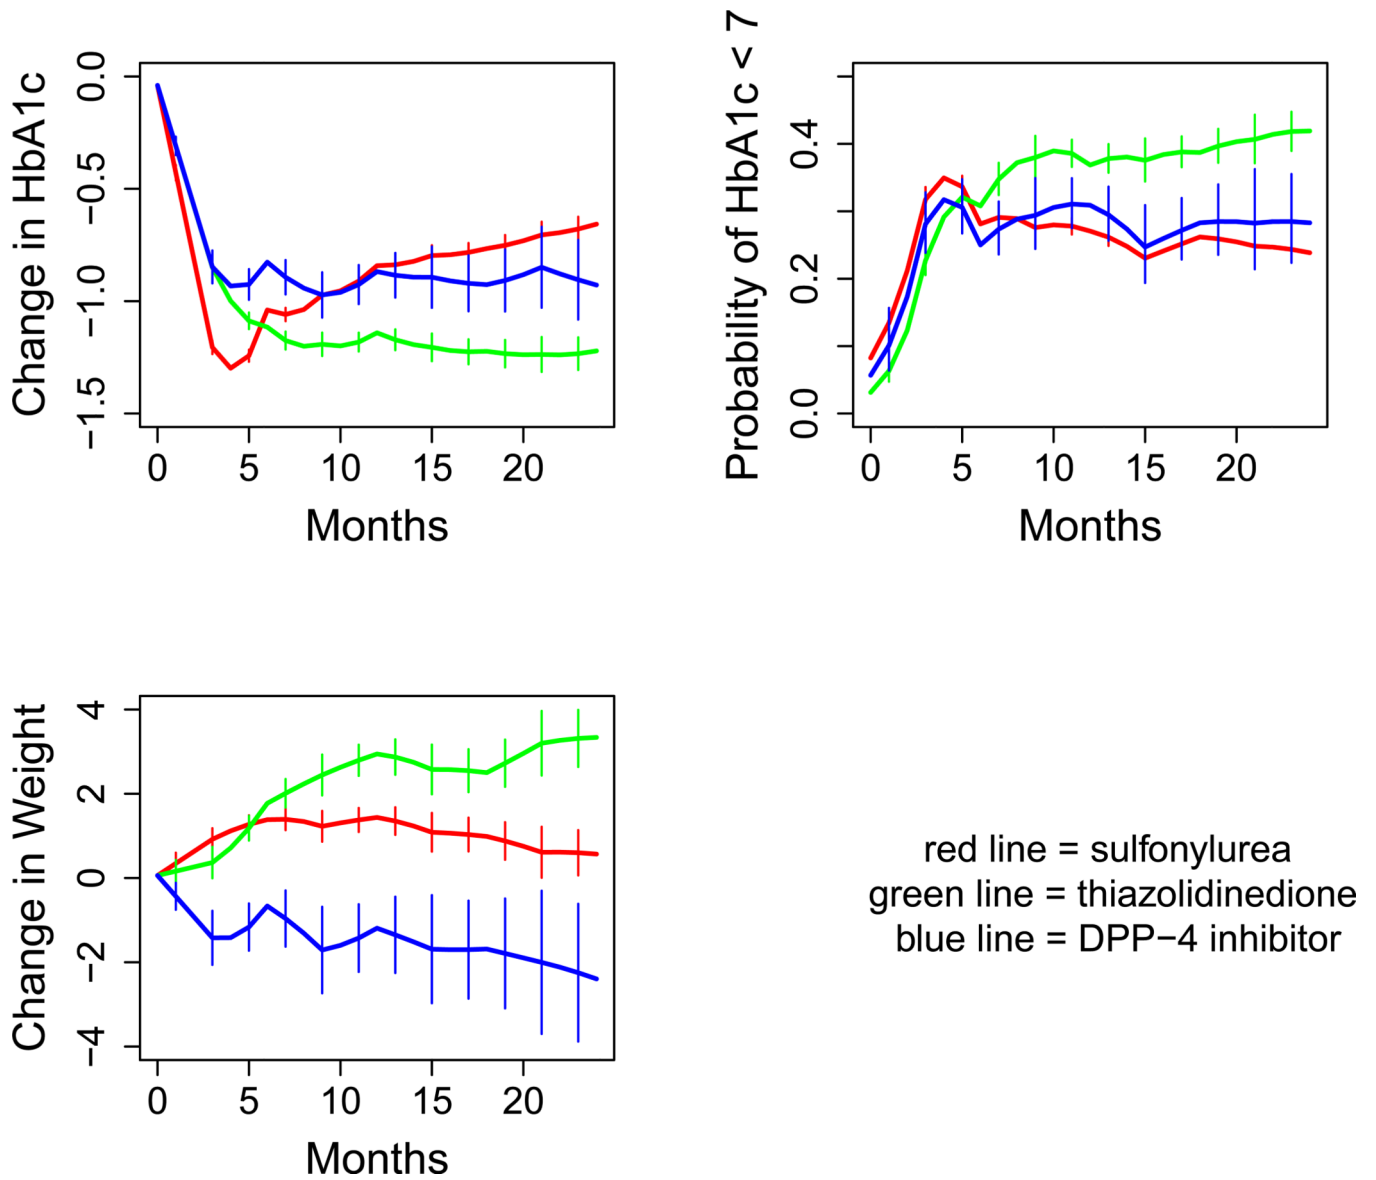 Change in HbA1c
0.0
−0.5
−1.0
−1.5
0 5 10 15 20
Months
Probability of HbA1c < 7
0.4
0.2
0.0
0 5 10 15 20
Months
Change in Weight
4
2
0
−2
−4
0 5 10 15 20
Months
red line = sulfonylurea
green line = thiazolidinedione
blue line = DPP−4 inhibitor